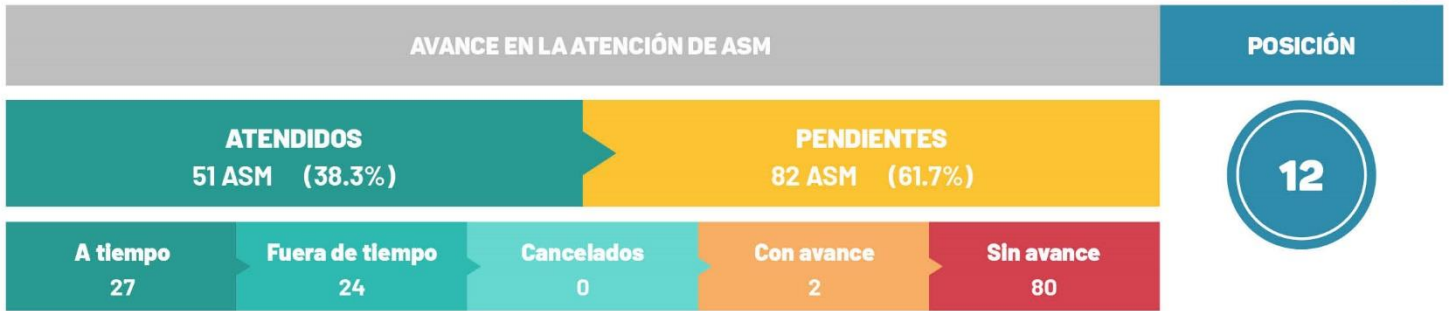 AVANCE EN LA ATENCIÓN DE ASM
POSICIÓN
ATENDIDOS
51 ASM (38.3%)
PENDIENTES
82 ASM (61.7%)
12
A tiempo
27
Fuera de tiempo
24
Cancelados
0
Con avance
2
Sin avance
80